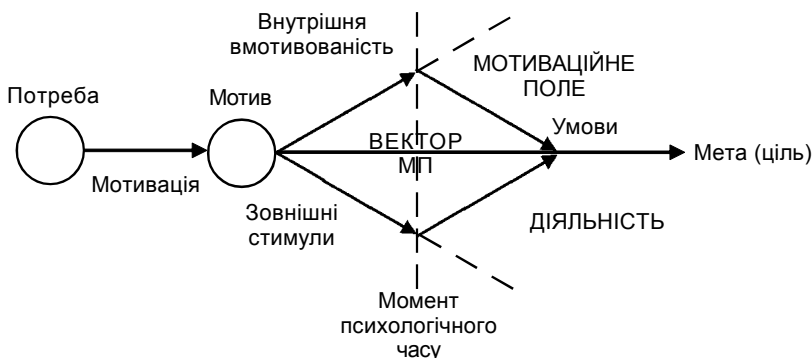 Внутрішня
вмотивованість
МОТИВАЦІЙНЕ
ПОЛЕ
Потреба
Мотив
Умови
ВЕКТОР
МП
Мета (ціль)
Мотивація
Зовнішні
стимули
ДІЯЛЬНІСТЬ
Момент
психологічного
часу